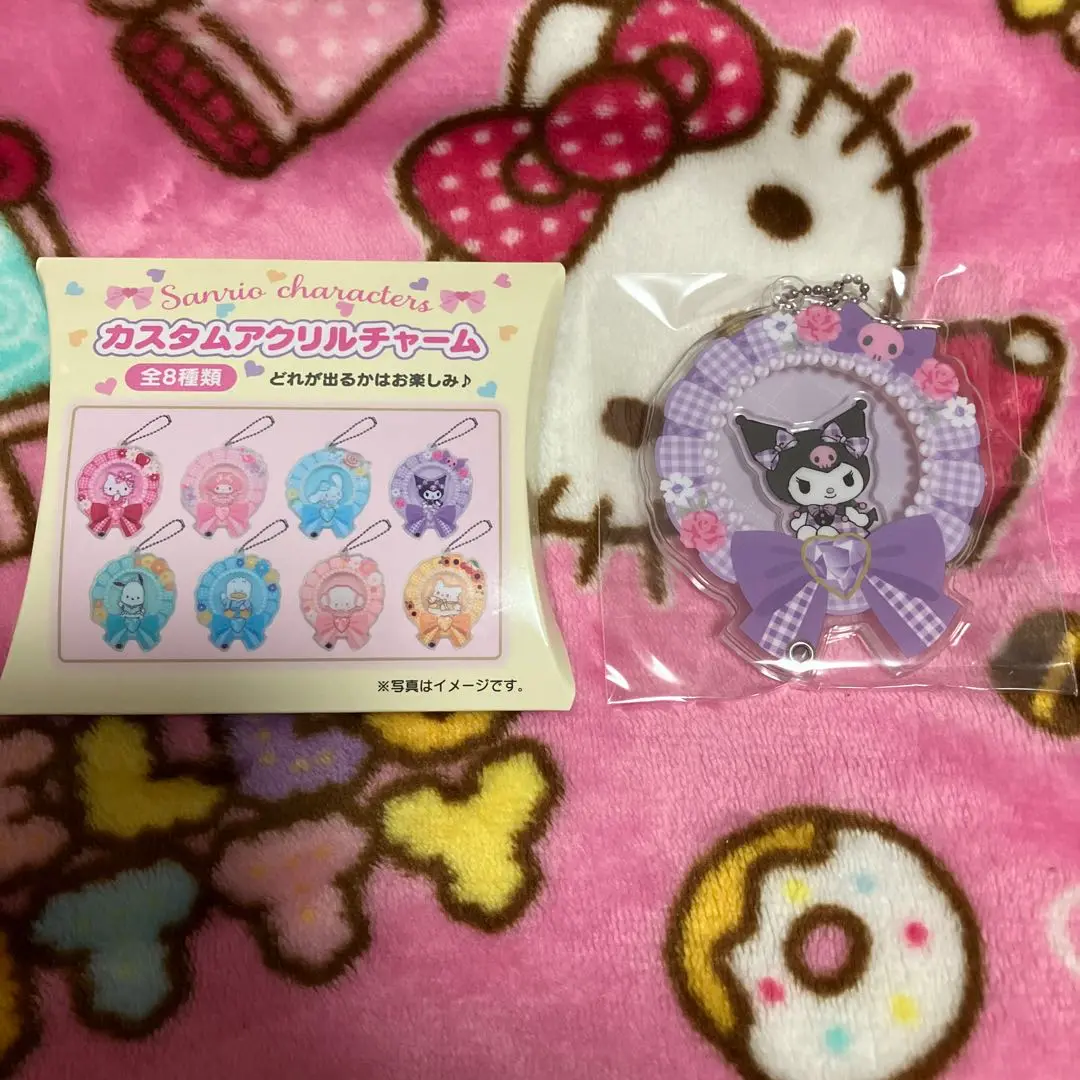 Sanrio characters
カスタムアクリルチャーム
全8種類 どれが出るかはお楽しみ♪
※写真はイメージです。